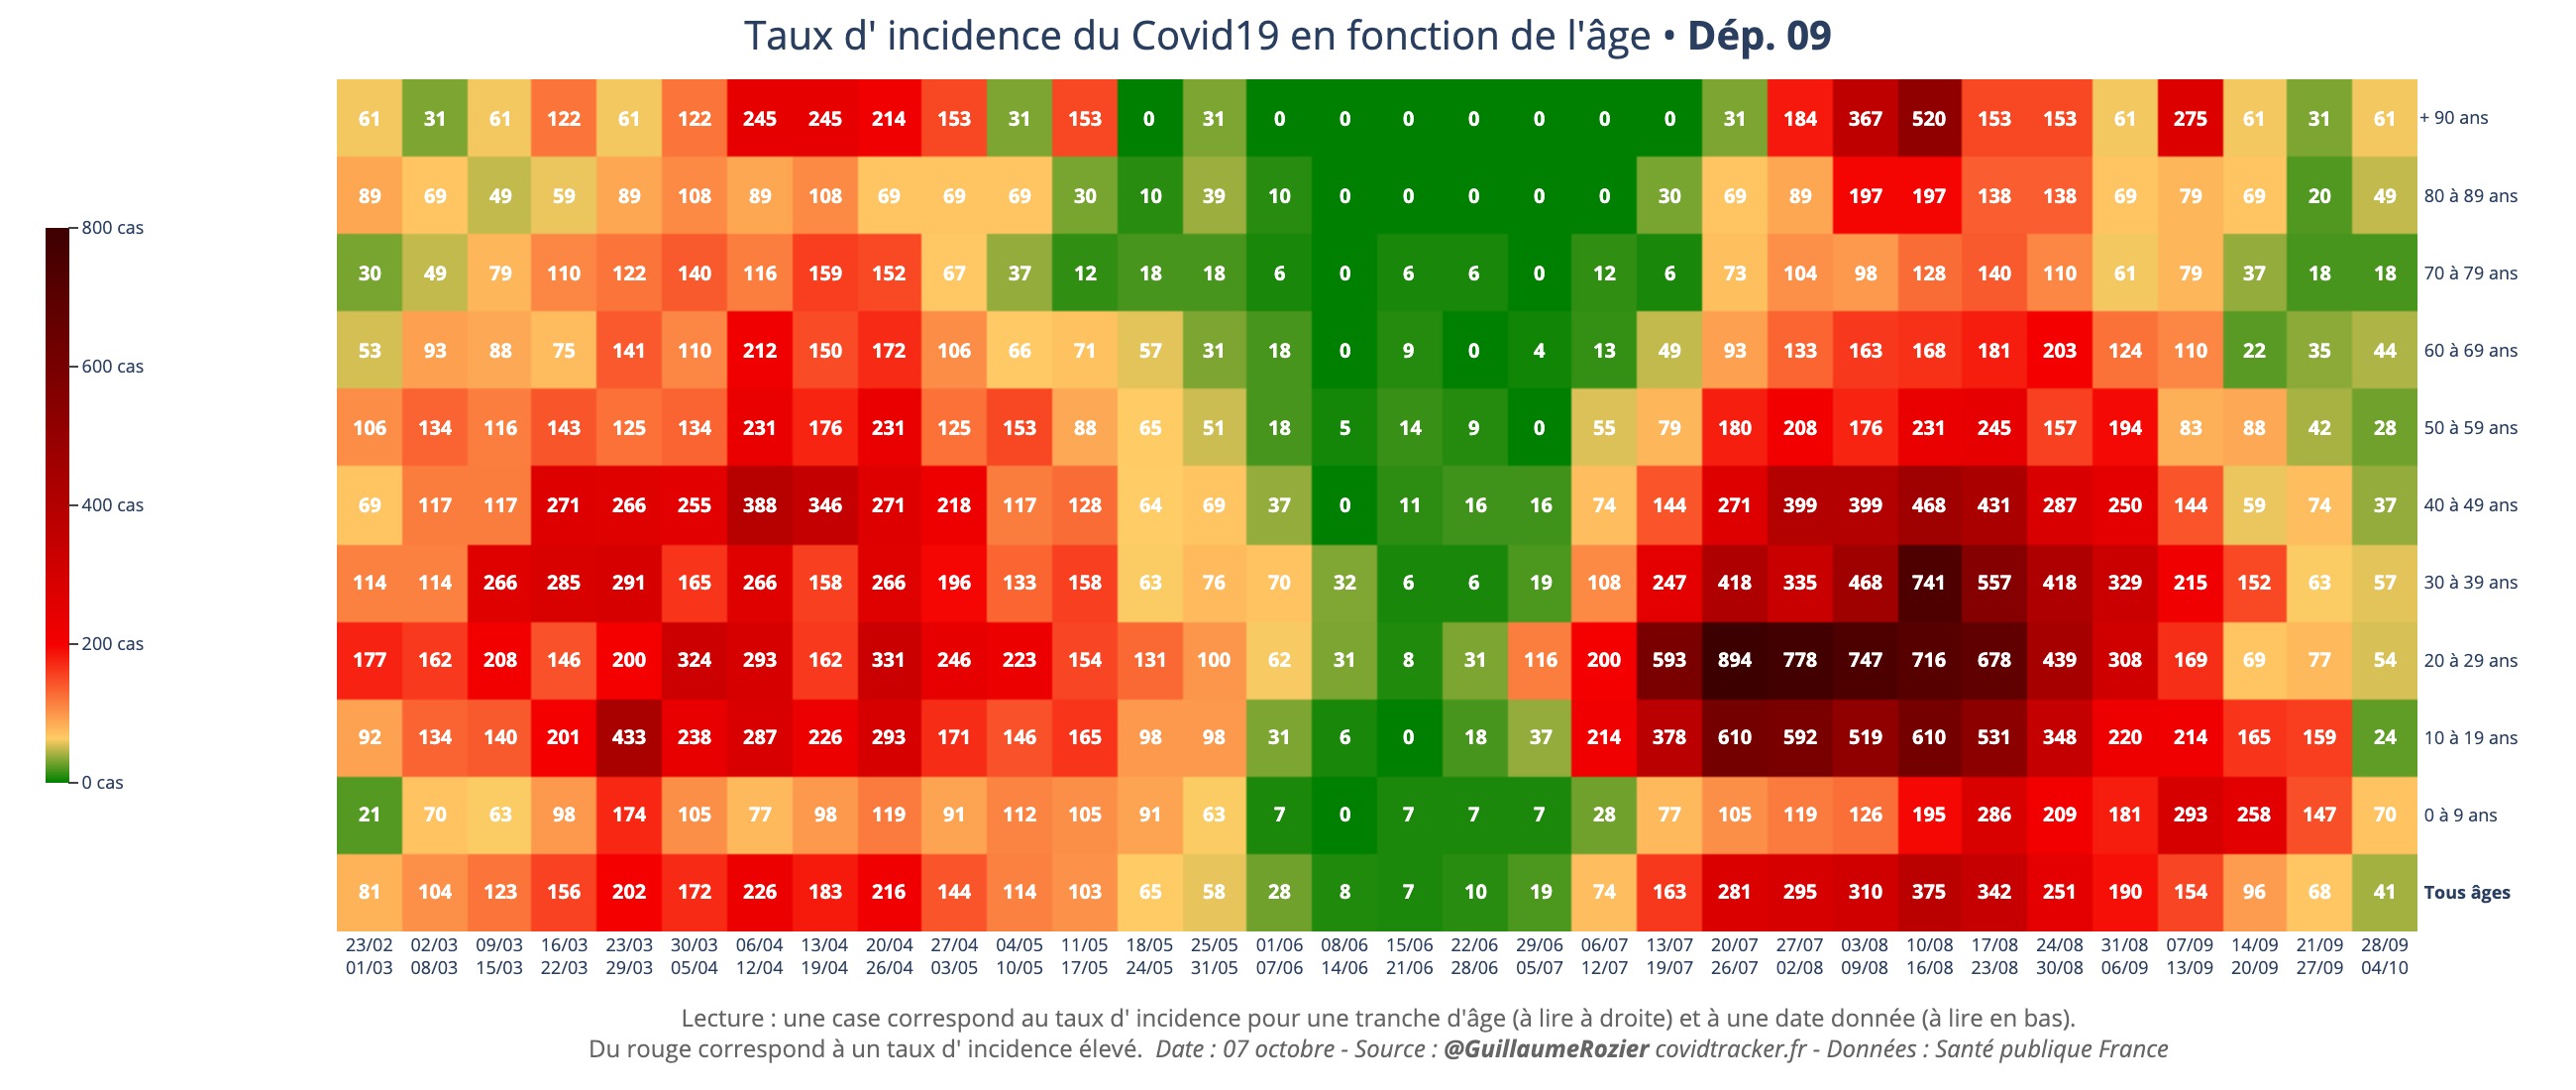 Taux d' incidence du Covid19 en fonction de l'âge • Dép. 09
800 cas
600 cas
400 cas
200 cas
0 cas
61 31 61 122 61 122 245 245 214 153 31 153 0 31 0 0 0 0 0 0 0 31 184 367 520 153 153 61 275 61 31 61 + 90 ans
89 69 49 59 89 108 89 108 69 69 69 30 10 39 10 0 0 0 0 0 30 69 89 197 197 138 138 69 79 69 20 49 80 à 89 ans
30 49 79 110 122 140 116 159 152 67 37 12 18 18 6 0 6 6 0 12 6 73 104 98 128 140 110 61 79 37 18 18 70 à 79 ans
53 93 88 75 141 110 212 150 172 106 66 71 57 31 18 0 9 0 4 13 49 93 133 163 168 181 203 124 110 22 35 44 60 à 69 ans
106 134 116 143 125 134 231 176 231 125 153 88 65 51 18 5 14 9 0 55 79 180 208 176 231 245 157 194 83 88 42 28 50 à 59 ans
69 117 117 271 266 255 388 346 271 218 117 128 64 69 37 0 11 16 16 74 144 271 399 399 468 431 287 250 144 59 74 37 40 à 49 ans
114 114 266 285 291 165 266 158 266 196 133 158 63 76 70 32 6 6 19 108 247 418 335 468 741 557 418 329 215 152 63 57 30 à 39 ans
177 162 208 146 200 324 293 162 331 246 223 154 131 100 62 31 8 31 116 200 593 894 778 747 716 678 439 308 169 69 77 54 20 à 29 ans
92 134 140 201 433 238 287 226 293 171 146 165 98 98 31 6 0 18 37 214 378 610 592 519 610 531 348 220 214 165 159 24 10 à 19 ans
21 70 63 98 174 105 77 98 119 91 112 105 91 63 7 0 7 7 7 28 77 105 119 126 195 286 209 181 293 258 147 70 0 à 9 ans
81 104 123 156 202 172 226 183 216 144 114 103 65 58 28 8 7 10 19 74 163 281 295 310 375 342 251 190 154 96 68 41 Tous âges
23/02 02/03 09/03 16/03 23/03 30/03 06/04 13/04 20/04 27/04 04/05 11/05 18/05 25/05 01/06 08/06 15/06 22/06 29/06 06/07 13/07 20/07 27/07 03/08 10/08 17/08 24/08 31/08 07/09 14/09 21/09 28/09
01/03 08/03 15/03 22/03 29/03 05/04 12/04 19/04 26/04 03/05 10/05 17/05 24/05 31/05 07/06 14/06 21/06 28/06 05/07 12/07 19/07 26/07 02/08 09/08 16/08 23/08 30/08 06/09 13/09 20/09 27/09 04/10
Lecture : une case correspond au taux d' incidence pour une tranche d'âge (à lire à droite) et à une date donnée (à lire en bas).
Du rouge correspond à un taux d' incidence élevé. Date : 07 octobre - Source : @GuillaumeRozier covidtracker.fr - Données : Santé publique France